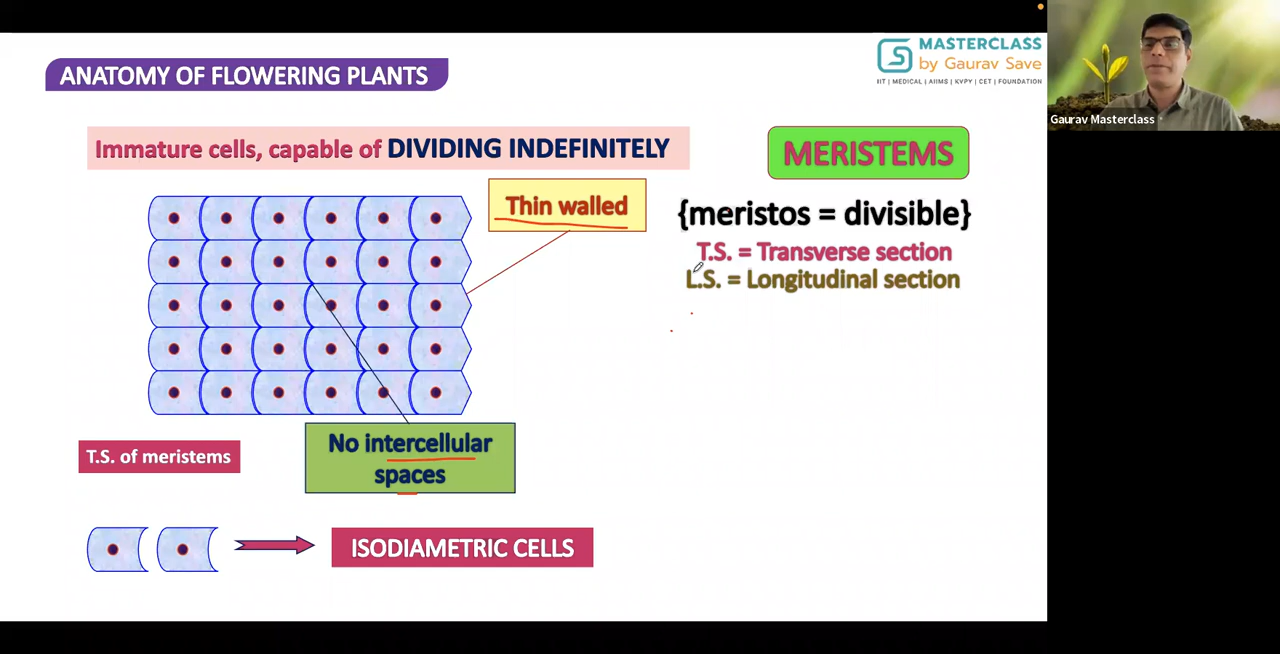 MASTERCLASS
by Gaurav Save
IIT | MEDICAL | AIIMS | KVPY | CET | FOUNDATION
Gaurav Masterclass
ANATOMY OF FLOWERING PLANTS
Immature cells, capable of DIVIDING INDEFINITELY
MERISTEMS
Thin walled
{meristos = divisible}
T.S. = Transverse section
L.S. = Longitudinal section
No intercellular
spaces
T.S. of meristems
ISODIAMETRIC CELLS